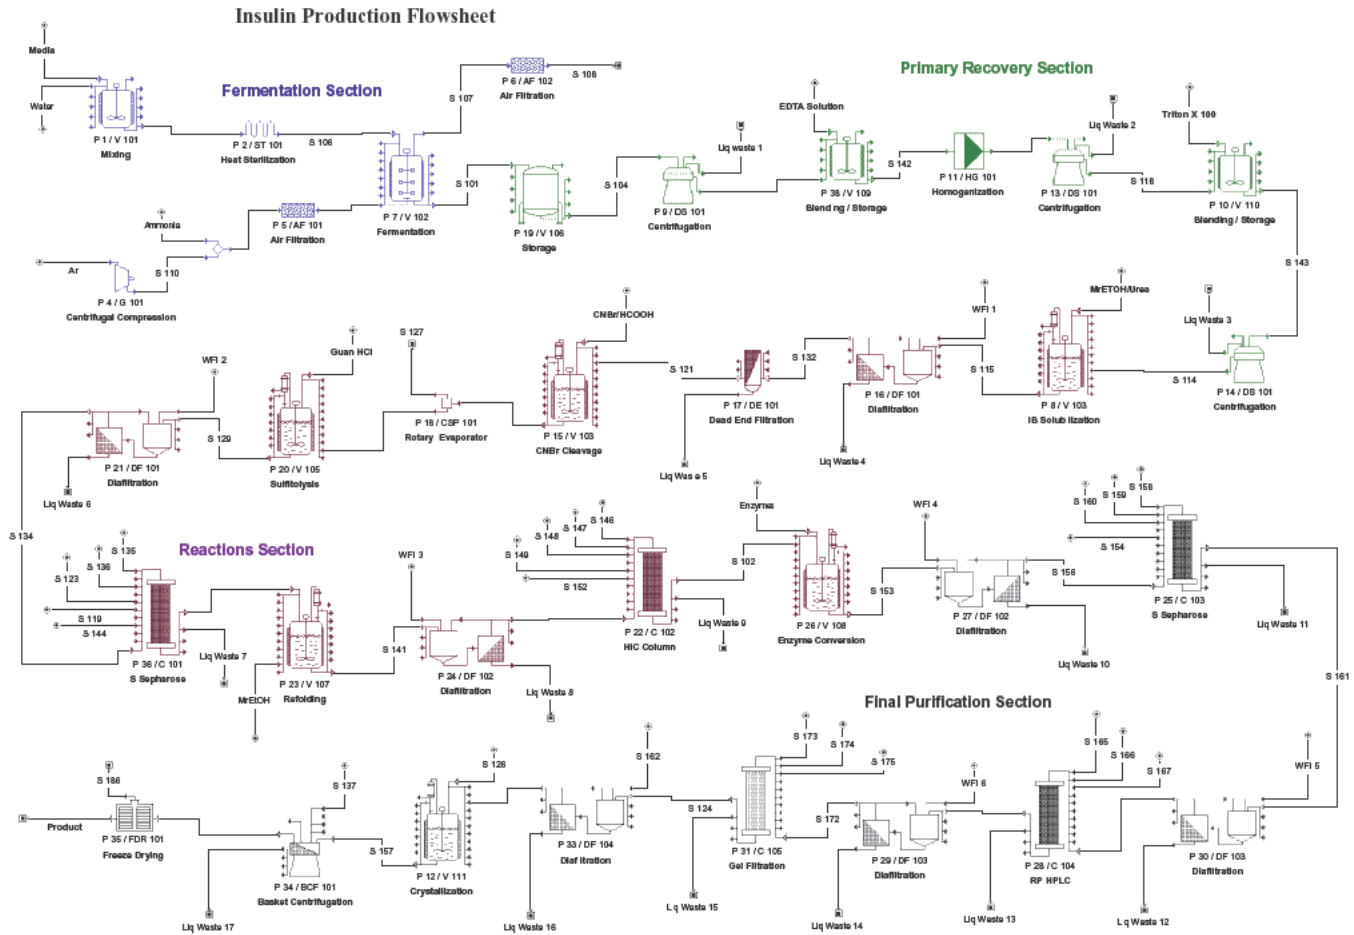 Insulin Production Flowsheet
Media
Water
P 1 / V 101
Mixing
Fermentation Section
P 2 / ST 101
Heat Sterilization
S 106
S 107
P 6 / AF 102
Air Filtration
S 108
Ammonia
Air
S 110
P 4 / G 101
Centrifugal Compression
P 5 / AF 101
Air Filtration
P 7 / V 102
Fermentation
S 101
P 19 / V 106
Storage
S 104
Primary Recovery Section
Liq waste 1
P 9 / DS 101
Centrifugation
EDTA Solution
P 38 / V 109
Blending / Storage
S 142
P 11 / HG 101
Homogenization
Liq Waste 2
P 13 / DS 101
Centrifugation
S 118
Triton X 100
P 10 / V 110
Blending / Storage
S 143
WFI 2
S 129
P 21 / DF 101
Diafiltration
Liq Waste 6
S 134
Guan HCl
P 20 / V 105
Sulfitolysis
S 127
P 18 / CSP 101
Rotary Evaporator
CNBr/HCOOH
P 15 / V 103
CNBr Cleavage
S 121
P 17 / DE 101
Dead End Filtration
Liq Waste 5
S 132
WFI 1
P 16 / DF 101
Diafiltration
Liq Waste 4
S 115
MrETOH/Urea
P 8 / V 103
IB Solubilization
S 114
Liq Waste 3
P 14 / DS 101
Centrifugation
Reactions Section
S 135
S 136
S 123
S 119
S 144
P 36 / C 101
S Sepharose
Liq Waste 7
MrEtOH
P 23 / V 107
Refolding
S 141
WFI 3
P 24 / DF 102
Diafiltration
Liq Waste 8
S 146
S 147
S 148
S 149
S 152
P 22 / C 102
HIC Column
Liq Waste 9
S 102
Enzymes
P 26 / V 108
Enzyme Conversion
S 153
WFI 4
P 27 / DF 102
Diafiltration
Liq Waste 10
S 156
S 158
S 159
S 160
S 154
P 25 / C 103
S Sepharose
Liq Waste 11
S 161
Final Purification Section
Product
S 186
P 35 / FDR 101
Freeze Drying
Liq Waste 17
S 137
P 34 / BCF 101
Basket Centrifugation
S 157
S 126
P 12 / V 111
Crystallization
S 162
P 33 / DF 104
Diafiltration
Liq Waste 16
S 124
Liq Waste 15
S 173
S 174
S 175
P 31 / C 105
Gel Filtration
S 172
WFI 6
P 29 / DF 103
Diafiltration
Liq Waste 14
Liq Waste 13
S 165
S 166
S 167
P 28 / C 104
RP HPLC
WFI 5
P 30 / DF 103
Diafiltration
Liq Waste 12